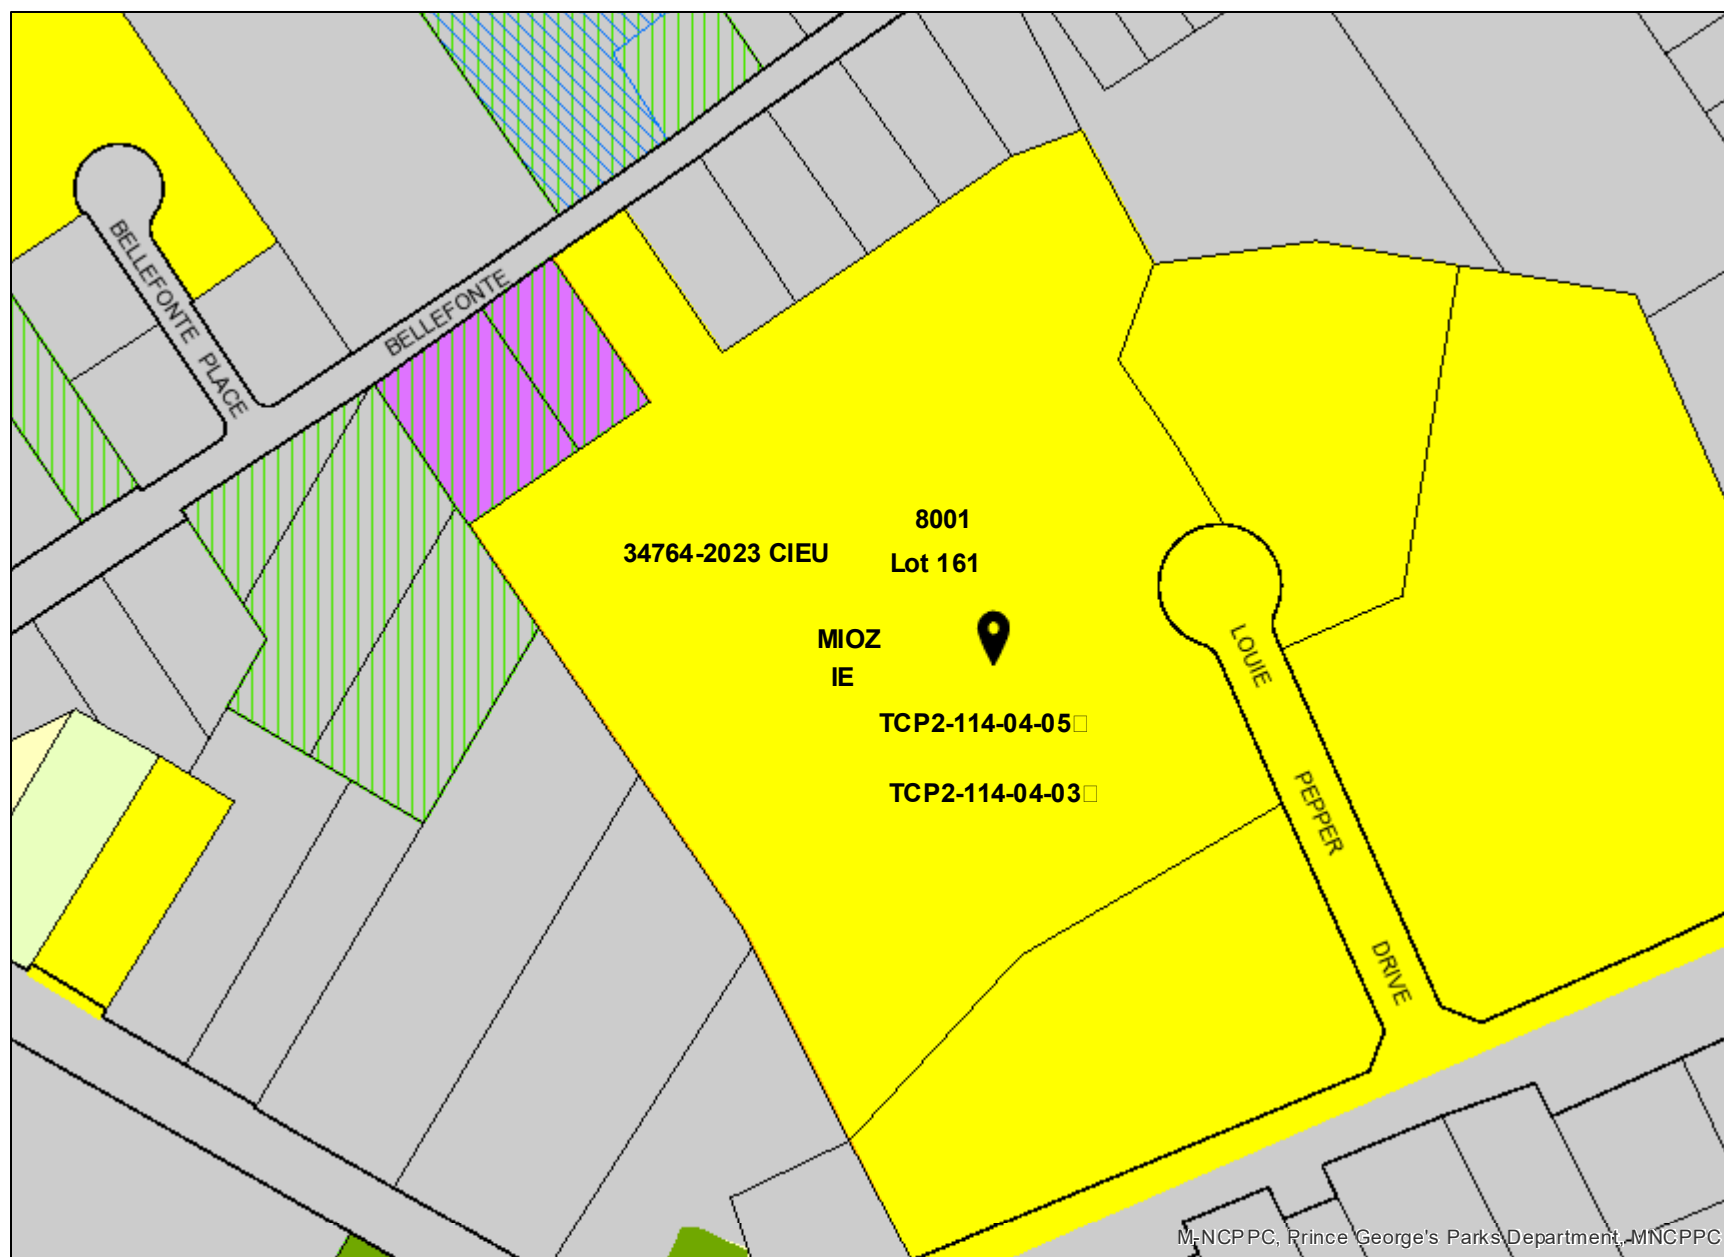 BELLEFONTE PLACE
BELLEFONTE
8001
34764-2023 CIEU
Lot 161
MIOZ
IE
LOUIE PEPPER DRIVE
TCP2-114-04-05
TCP2-114-04-03
M-NCPPC, Prince George's Parks Department, MNCPPC